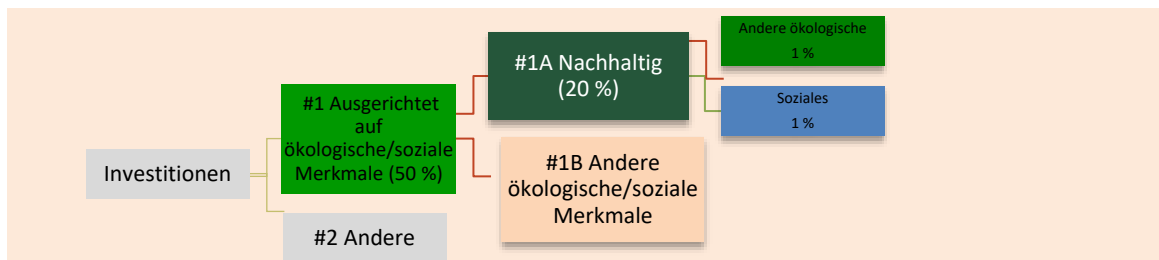 Investitionen
#1 Ausgerichtet
auf
ökologische/soziale
Merkmale (50 %)
#2 Andere
#1A Nachhaltig
(20 %)
#1B Andere
ökologische/soziale
Merkmale
Andere ökologische
1 %
Soziales
1 %